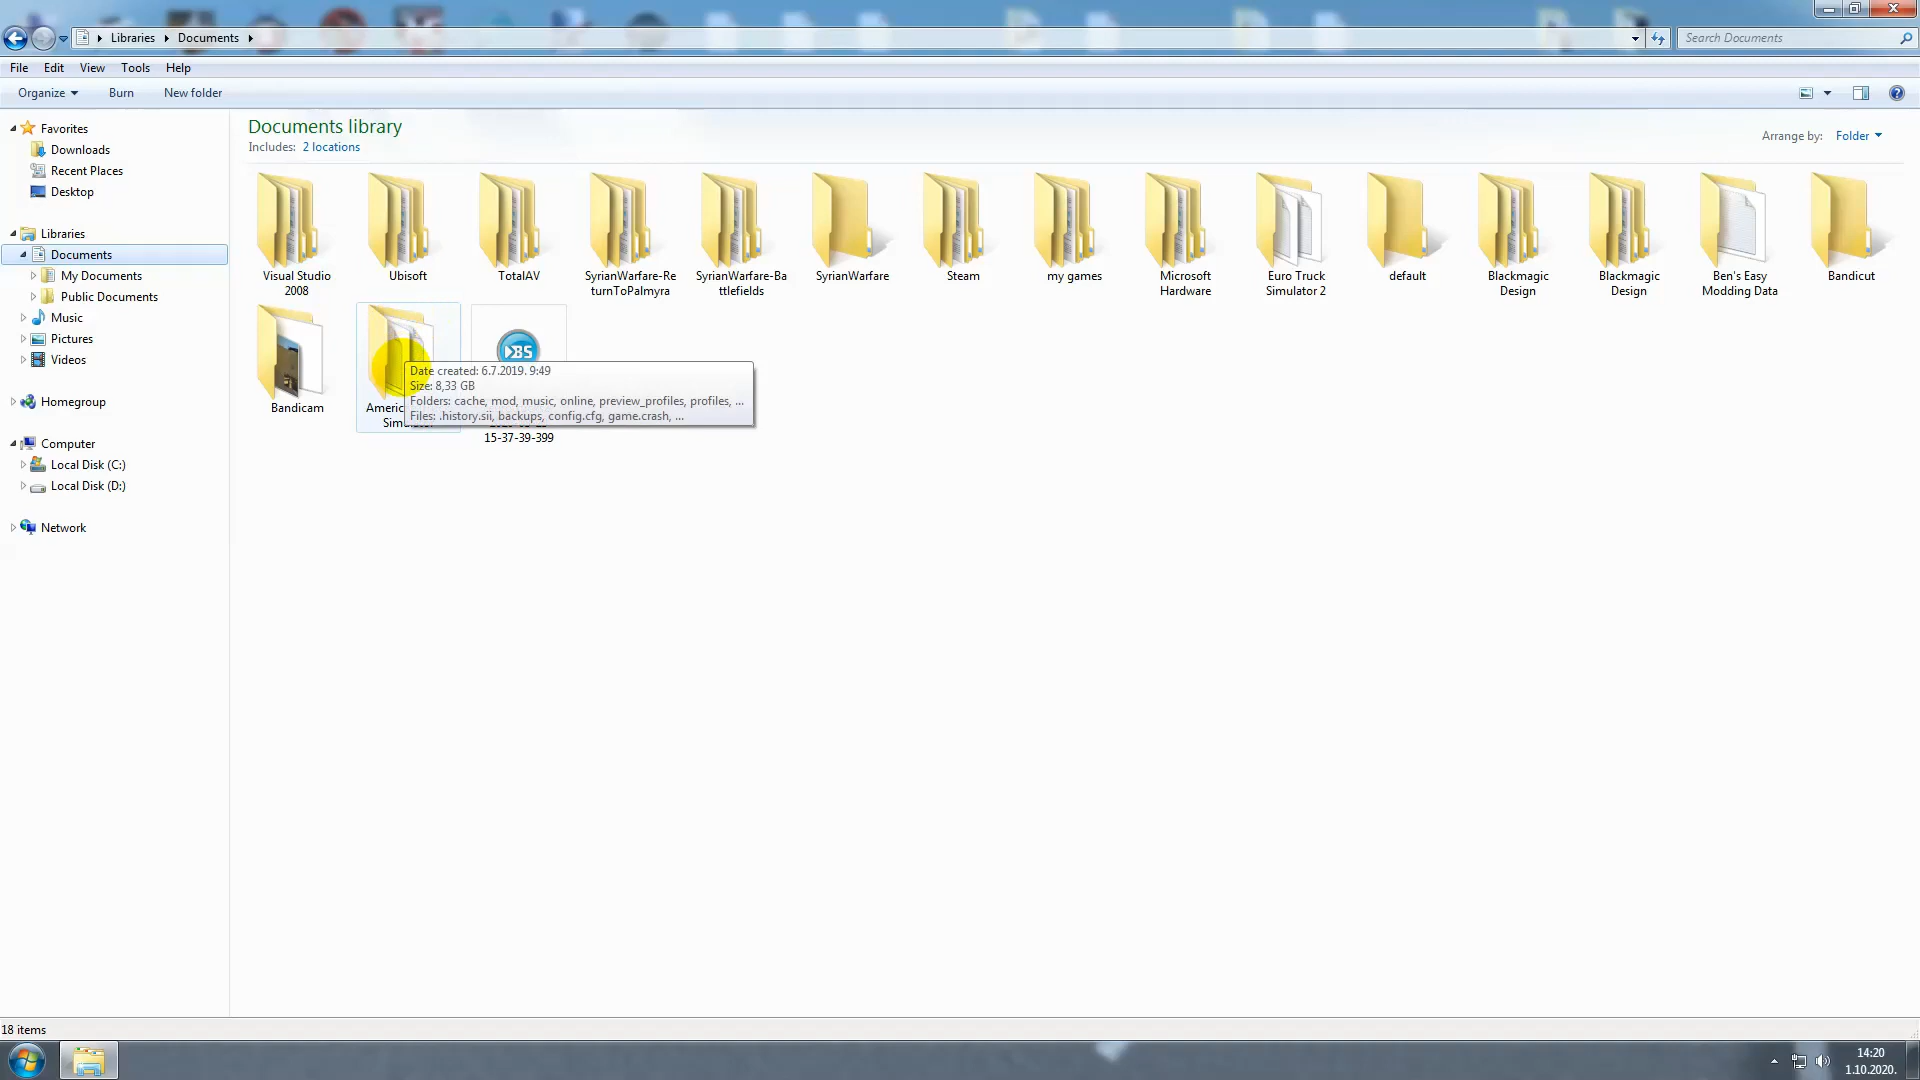 Libraries Documents
Search Documents
File Edit View Tools Help
Organize Burn New folder
Favorites
Downloads
Recent Places
Desktop
Libraries
Documents
My Documents
Public Documents
Music
Pictures
Videos
Homegroup
Computer
Local Disk (C:)
Local Disk (D:)
Network
Documents library
Includes: 2 locations
Arrange by: Folder
Visual Studio
2008
Ubisoft
TotalAV
SyrianWarfare-Re
turnToPalmyra
SyrianWarfare-Ba
ttlefields
SyrianWarfare
Steam
my games
Microsoft
Hardware
Euro Truck
Simulator 2
default
Blackmagic
Design
Blackmagic
Design
Ben's Easy
Modding Data
Bandicut
Bandicam
BS
Date created: 6.7.2019. 9:49
Size: 8,33 GB
Folders: cache, mod, music, online, preview_profiles, profiles, ...
Files: .history.sii, backups, config.cfg, game.crash, ...
15-37-39-399
18 items
14:20
1.10.2020.